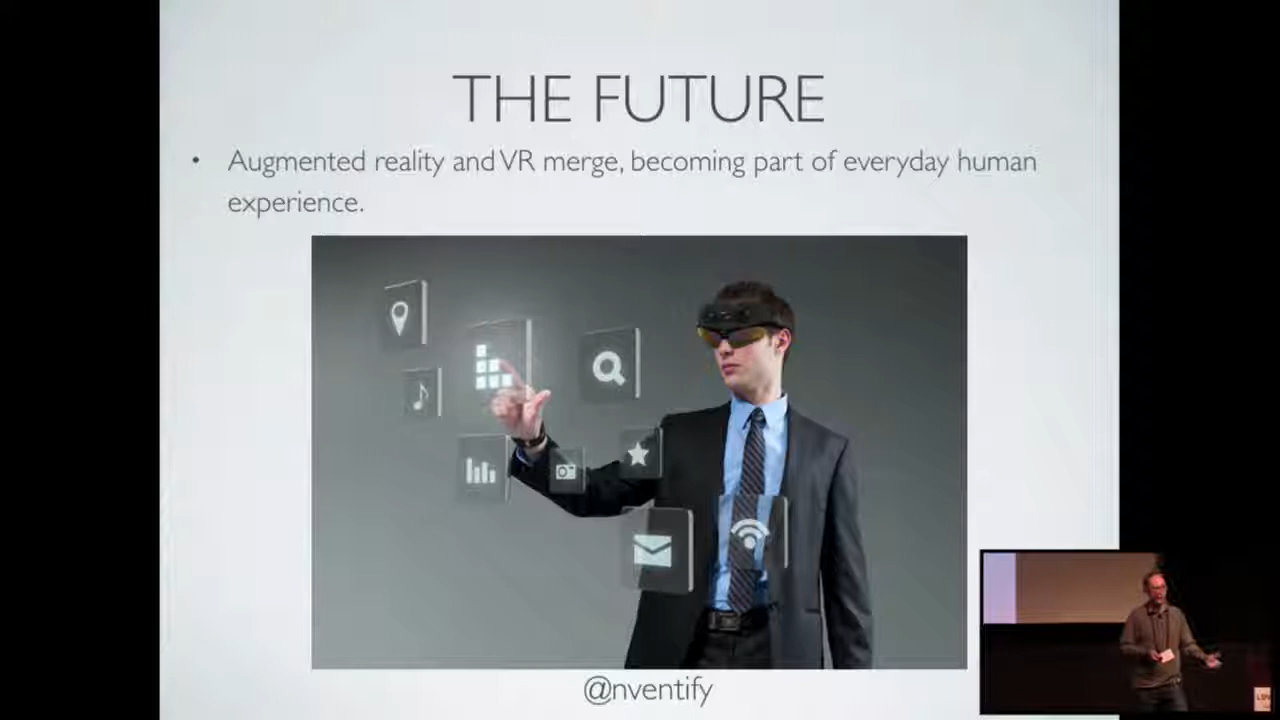 THE FUTURE
• Augmented reality and VR merge, becoming part of everyday human
experience.
@nventify